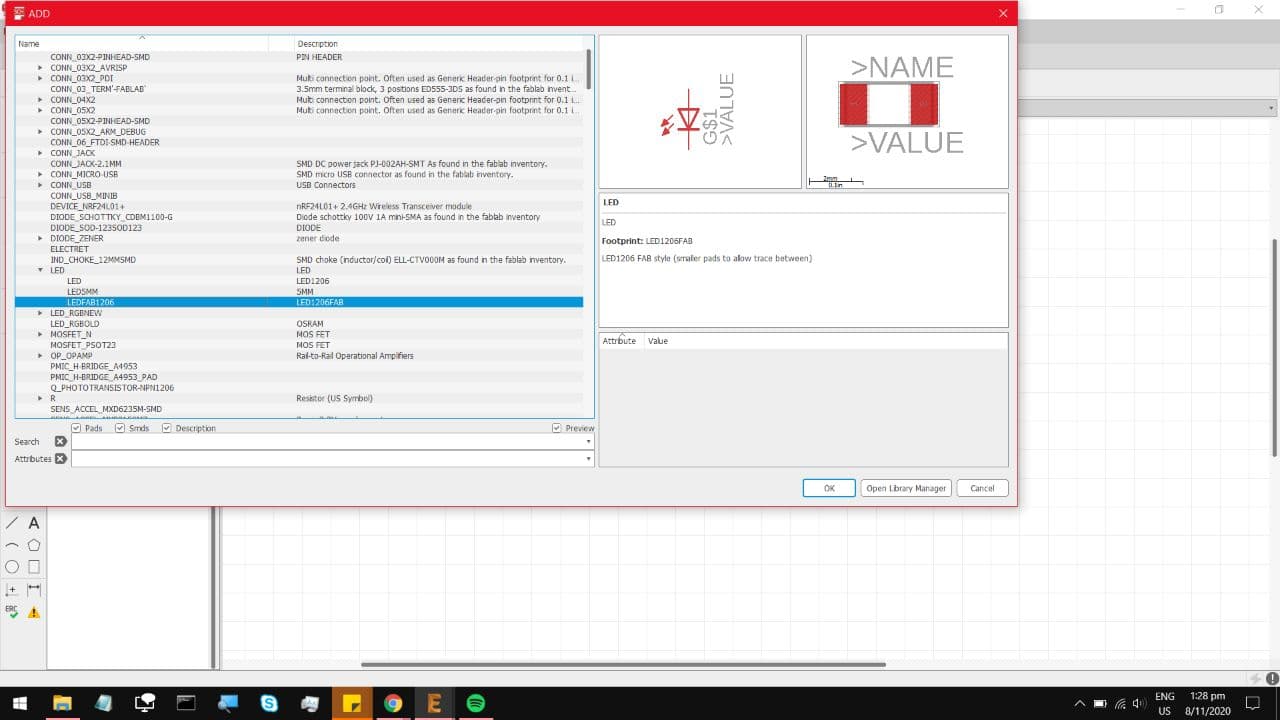 ADD
Name Description
CONN_03X2-PINHEAD-SMD PIN HEADER
CONN_03X2_AVRISP
CONN_03X2_PDI Multi connection point. Often used as Generic Header-pin footprint for 0.1 i...
CONN_03_TERM'-FABLAB' 3.5mm terminal block, 3 positions ED555-3DS as found in the fablab invent...
CONN_04X2 Multi connection point. Often used as Generic Header-pin footprint for 0.1 i...
CONN_05X2 Multi connection point. Often used as Generic Header-pin footprint for 0.1 i...
CONN_05X2-PINHEAD-SMD
CONN_05X2_ARM_DEBUG
CONN_06_FTDI-SMD-HEADER
CONN_JACK
CONN_JACK-2.1MM SMD DC power jack PJ-002AH-SMT As found in the fablab inventory.
CONN_MICRO-USB SMD micro USB connector as found in the fablab inventory.
CONN_USB USB Connectors
CONN_USB_MINIB
DEVICE_NRF24L01+ nRF24L01+ 2.4GHz Wireless Transceiver module
DIODE_SCHOTTKY_CDBM1100-G Diode schottky 100V 1A mini-SMA as found in the fablab inventory
DIODE_SOD-123SOD123 DIODE
DIODE_ZENER zener diode
ELECTRET
IND_CHOKE_12MMSMD SMD choke (inductor/coil) ELL-CTV000M as found in the fablab inventory.
LED LED
LED LED1206
LED5MM 5MM
LEDFAB1206 LED1206FAB
LED_RGBNEW
LED_RGBOLD OSRAM
MOSFET_N MOS FET
MOSFET_PSOT23 MOS FET
OP_OPAMP Rail-to-Rail Operational Amplifiers
PMIC_H-BRIDGE_A4953
PMIC_H-BRIDGE_A4953_PAD
Q_PHOTOTRANSISTOR-NPN1206
R Resistor (US Symbol)
SENS_ACCEL_MXD6235M-SMD
Pads Smds Description Preview
Search
Attributes
G$1
>VALUE
>NAME
>VALUE
2mm
0.1in
LED
LED
Footprint: LED1206FAB
LED1206 FAB style (smaller pads to allow trace between)
Attribute Value
OK Open Library Manager Cancel
A
ERC
ENG
US
1:28 pm
8/11/2020